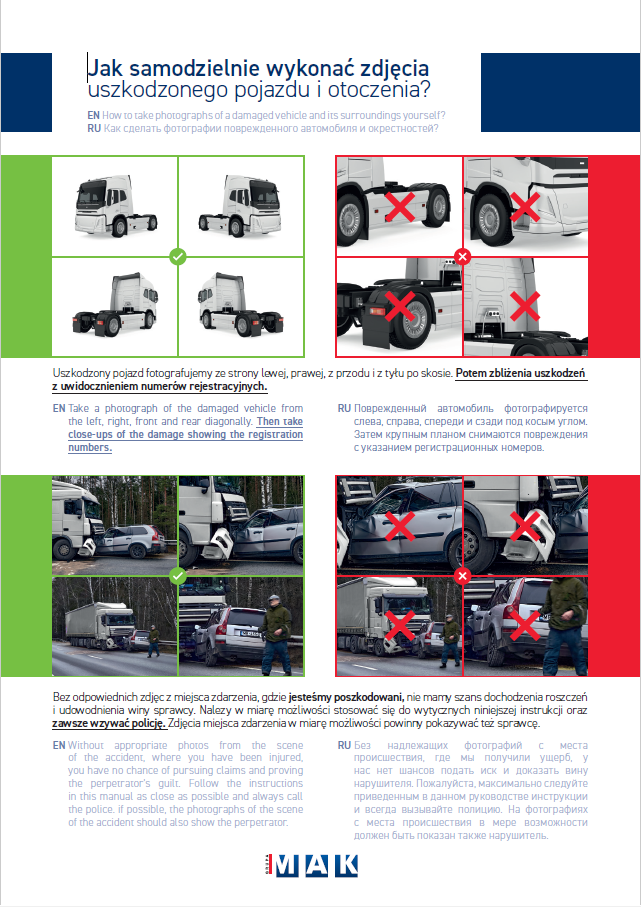 Jak samodzielnie wykonać zdjęcia
uszkodzonego pojazdu i otoczenia?
EN How to take photographs of a damaged vehicle and its surroundings yourself?
RU Как сделать фотографии поврежденного автомобиля и окрестностей?
Uszkodzony pojazd fotografujemy ze strony lewej, prawej, z przodu i z tyłu po skosie. Potem zbliżenia uszkodzeń
z uwidocznieniem numerów rejestracyjnych.
EN Take a photograph of the damaged vehicle from
the left, right, front and rear diagonally. Then take
close-ups of the damage showing the registration
numbers.
RU Поврежденный автомобиль фотографируется
слева, справа, спереди и сзади под косым углом.
Затем крупным планом снимаются повреждения
с указанием регистрационных номеров.
Bez odpowiednich zdjęc z miejsca zdarzenia, gdzie jesteśmy poszkodowani, nie mamy szans dochodzenia roszczeń
i udowodnienia winy sprawcy. Nalezy w miarę możliwości stosować się do wytycznych niniejszej instrukcji oraz
zawsze wzywać policję. Zdjęcia miejsca zdarzenia w miarę możliwości powinny pokazywać też sprawcę.
EN Without appropriate photos from the scene
of the accident, where you have been injured,
you have no chance of pursuing claims and proving
the perpetrator's guilt. Follow the instructions
in this manual as close as possible and always call
the police. if possible, the photographs of the scene
of the accident should also show the perpetrator.
RU Без надлежащих фотографий с места
происшествия, где мы получили ущерб, у
нас нет шансов подать иск и доказать вину
нарушителя. Пожалуйста, максимально следуйте
приведенным в данном руководстве инструкции
и всегда вызывайте полицию. На фотографиях
с места происшествия в мере возможности
должен быть показан также нарушитель.
MAK